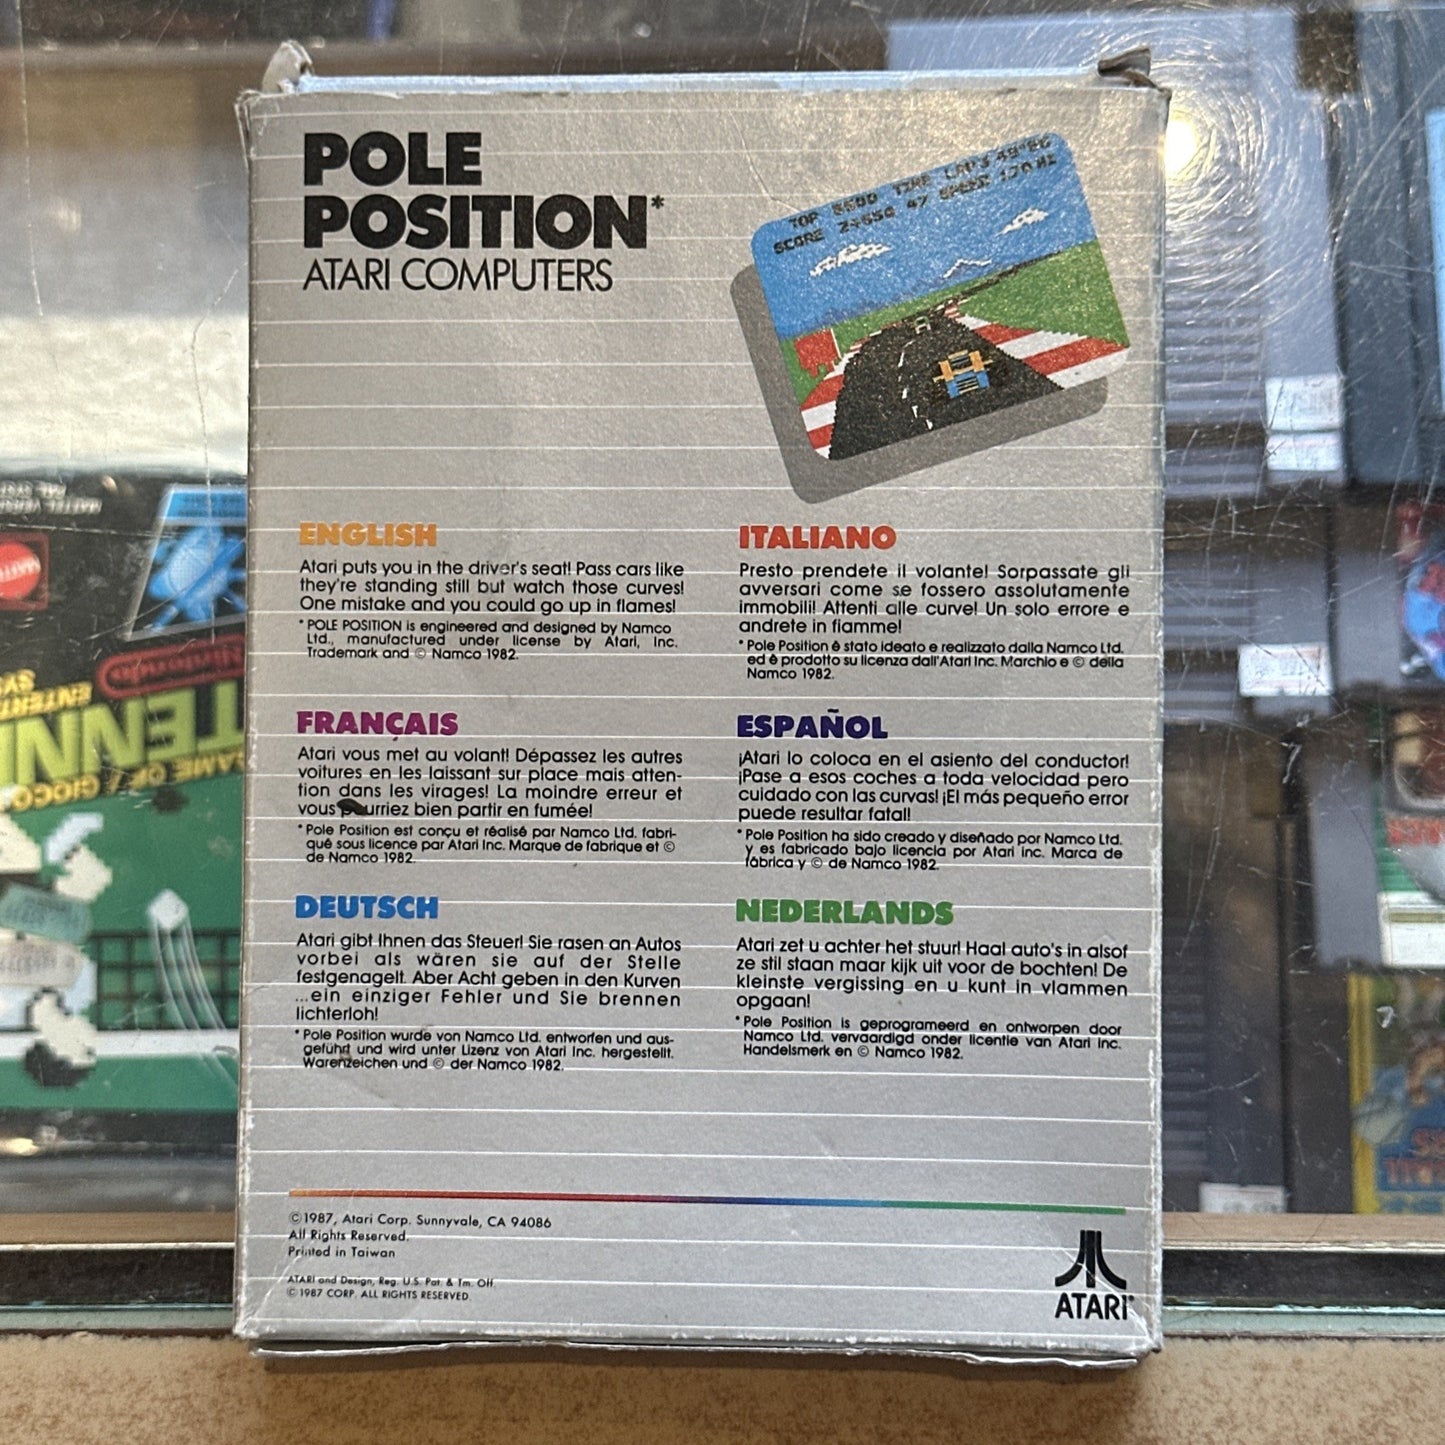 POLE
POSITION*
ATARI COMPUTERS
TOP 8600 TIME LAP
SCORE 47 SPEED 170
ENGLISH
Atari puts you in the driver's seat! Pass cars like
they're standing still but watch those curves!
One mistake and you could go up in flames!
* POLE POSITION is engineered and designed by Namco
Ltd., manufactured under license by Atari, Inc.
Trademark and © Namco 1982.
ITALIANO
Presto prendete il volante! Sorpassate gli
avversari come se fossero assolutamente
immobili! Attenti alle curve! Un solo errore e
andrete in fiamme!
* Pole Position è stato ideato e realizzato dalla Namco Ltd.
ed è prodotto su licenza dall'Atari Inc. Marchio e © della
Namco 1982.
FRANÇAIS
Atari vous met au volant! Dépassez les autres
voitures en les laissant sur place mais atten-
tion dans les virages! La moindre erreur et
vous pourriez bien partir en fumée!
* Pole Position est conçu et réalisé par Namco Ltd. fabri-
qué sous licence par Atari Inc. Marque de fabrique et ©
de Namco 1982.
ESPAÑOL
¡Atari lo coloca en el asiento del conductor!
¡Pase a esos coches a toda velocidad pero
cuidado con las curvas! ¡El más pequeño error
puede resultar fatal!
* Pole Position ha sido creado y diseñado por Namco Ltd.
y es fabricado bajo licencia por Atari inc. Marca de
fábrica y © de Namco 1982.
DEUTSCH
Atari gibt Ihnen das Steuer! Sie rasen an Autos
vorbei als wären sie auf der Stelle
festgenagelt. Aber Acht geben in den Kurven
...ein einziger Fehler und Sie brennen
lichterloh!
* Pole Position wurde von Namco Ltd. entworfen und aus-
geführt und wird unter Lizenz von Atari Inc. hergestellt.
Warenzeichen und © der Namco 1982.
NEDERLANDS
Atari zet u achter het stuur! Haal auto's in alsof
ze stil staan maar kijk uit voor de bochten! De
kleinste vergissing en u kunt in vlammen
opgaan!
* Pole Position is geprogrameerd en ontworpen door
Namco Ltd. vervaardigd onder licentie van Atari Inc.
Handelsmerk en © Namco 1982.
© 1987, Atari Corp. Sunnyvale, CA 94086
All Rights Reserved.
Printed in Taiwan
ATARI and Design, Reg. U.S. Pat. & Tm. Off.
© 1987 CORP. ALL RIGHTS RESERVED.
ATARI®
MATTEL VERSION
Nintendo
ENTERT
SYS
TENN
GAME OF / GIOCO